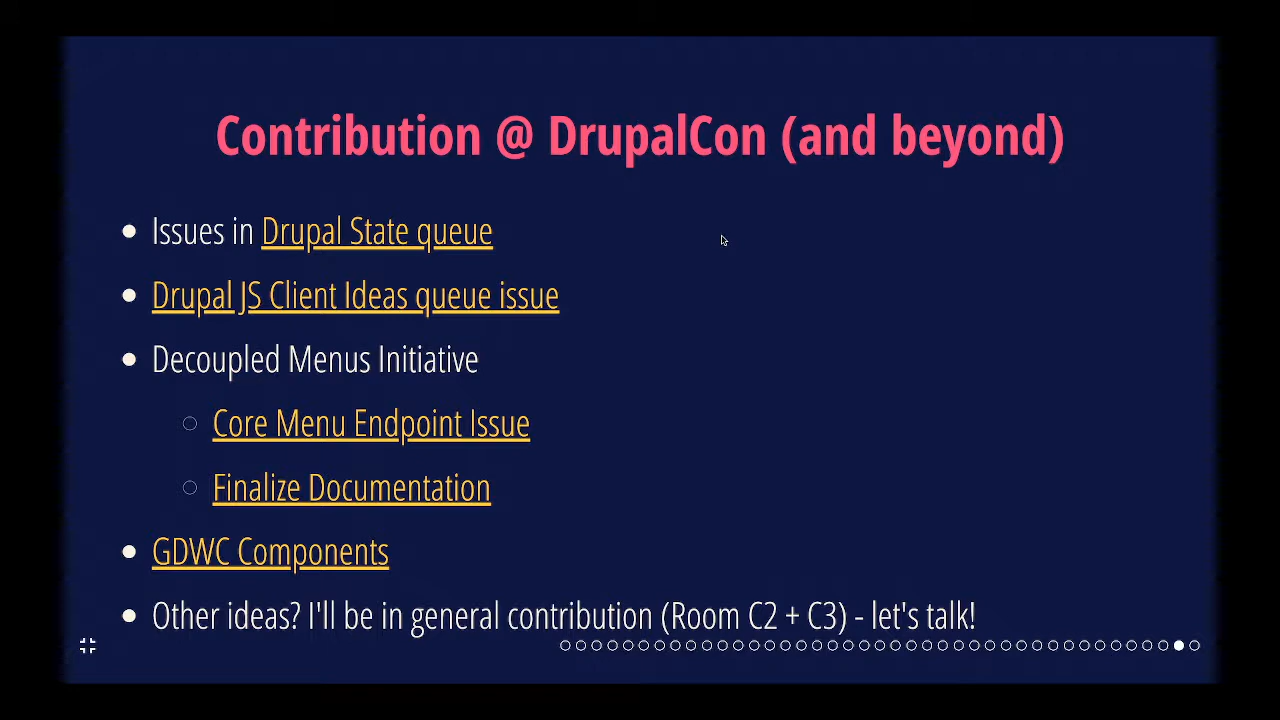 Contribution @ DrupalCon (and beyond)
Issues in Drupal State queue
Drupal JS Client Ideas queue issue
Decoupled Menus Initiative
Core Menu Endpoint Issue
Finalize Documentation
GDWC Components
Other ideas? I'll be in general contribution (Room C2 + C3) - let's talk!